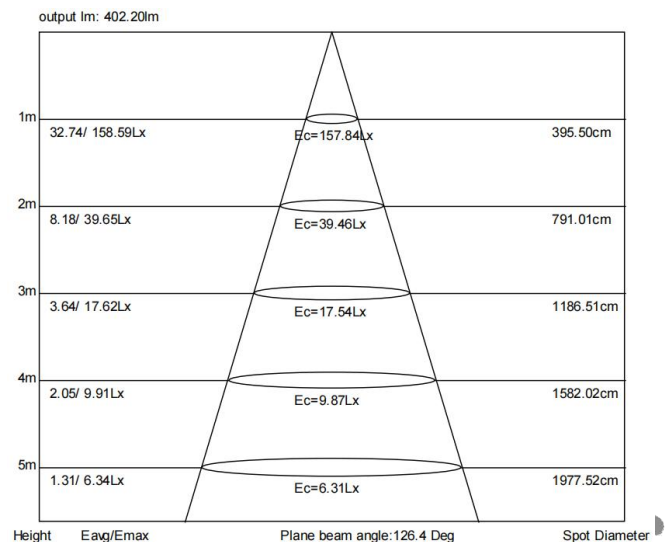 output lm: 402.20lm
1m
32.74/ 158.59Lx
Ec=157.84Lx
395.50cm
2m
8.18/ 39.65Lx
Ec=39.46Lx
791.01cm
3m
3.64/ 17.62Lx
Ec=17.54Lx
1186.51cm
4m
2.05/ 9.91Lx
Ec=9.87Lx
1582.02cm
5m
1.31/ 6.34Lx
Ec=6.31Lx
1977.52cm
Height Eavg/Emax Plane beam angle:126.4 Deg Spot Diameter